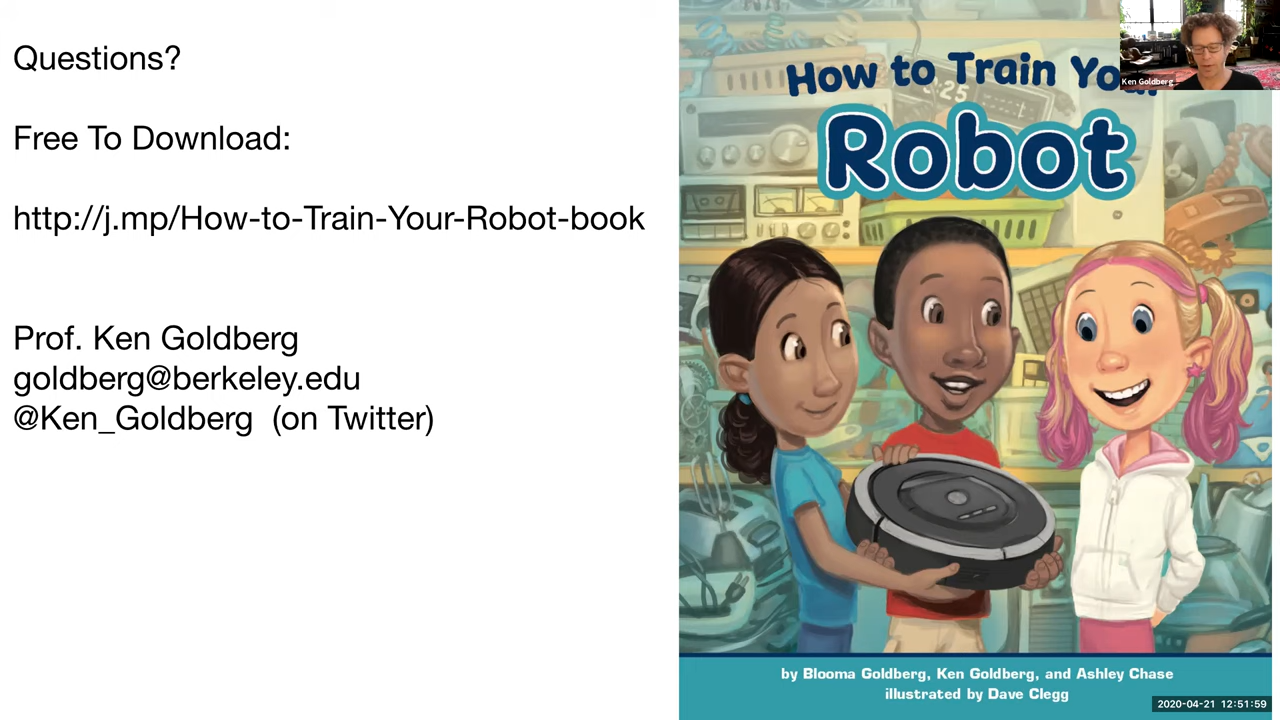 Questions?
Free To Download:
http://j.mp/How-to-Train-Your-Robot-book
Prof. Ken Goldberg
goldberg@berkeley.edu
@Ken_Goldberg (on Twitter)
How to Train Your
Robot
Ken Goldberg
by Blooma Goldberg, Ken Goldberg, and Ashley Chase
illustrated by Dave Clegg
2020-04-21 12:51:59